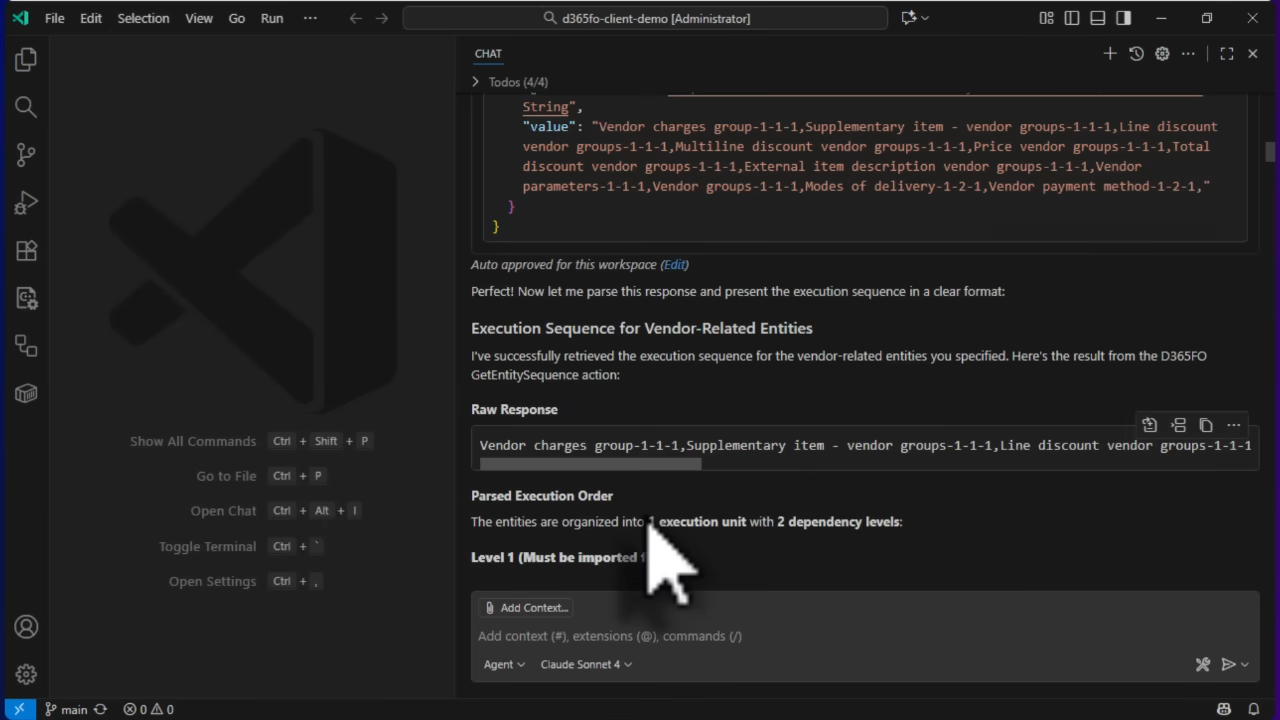 File Edit Selection View Go Run ··· d365fo-client-demo [Administrator]
CHAT
Todos (4/4)
String",
"value": "Vendor charges group-1-1-1,Supplementary item - vendor groups-1-1-1,Line discount
vendor groups-1-1-1,Multiline discount vendor groups-1-1-1,Price vendor groups-1-1-1,Total
discount vendor groups-1-1-1,External item description vendor groups-1-1-1,Vendor
parameters-1-1-1,Vendor groups-1-1-1,Modes of delivery-1-2-1,Vendor payment method-1-2-1,"
}
}
Auto approved for this workspace (Edit)
Perfect! Now let me parse this response and present the execution sequence in a clear format:
Execution Sequence for Vendor-Related Entities
I've successfully retrieved the execution sequence for the vendor-related entities you specified. Here's the result from the D365FO
GetEntitySequence action:
Raw Response
Vendor charges group-1-1-1,Supplementary item - vendor groups-1-1-1,Line discount vendor groups-1-1-1
Parsed Execution Order
The entities are organized into execution unit with 2 dependency levels:
Level 1 (Must be imported
Show All Commands Ctrl + Shift + P
Go to File Ctrl + P
Open Chat Ctrl + Alt + I
Toggle Terminal Ctrl + `
Open Settings Ctrl + ,
Add Context...
Add context (#), extensions (@), commands (/)
Agent Claude Sonnet 4
main 0 0